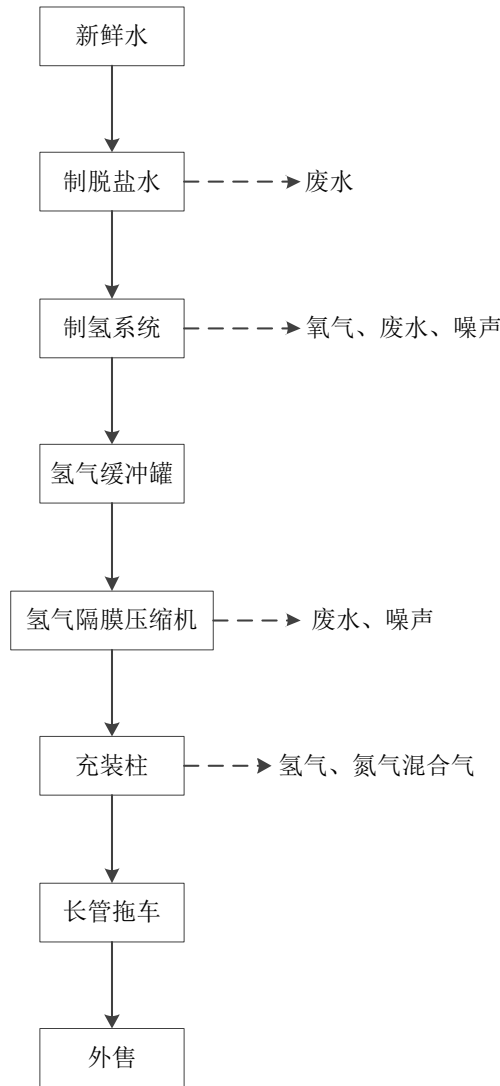 新鲜水
制脱盐水
废水
制氢系统
氧气、废水、噪声
氢气缓冲罐
氢气隔膜压缩机
废水、噪声
充装柱
氢气、氮气混合气
长管拖车
外售